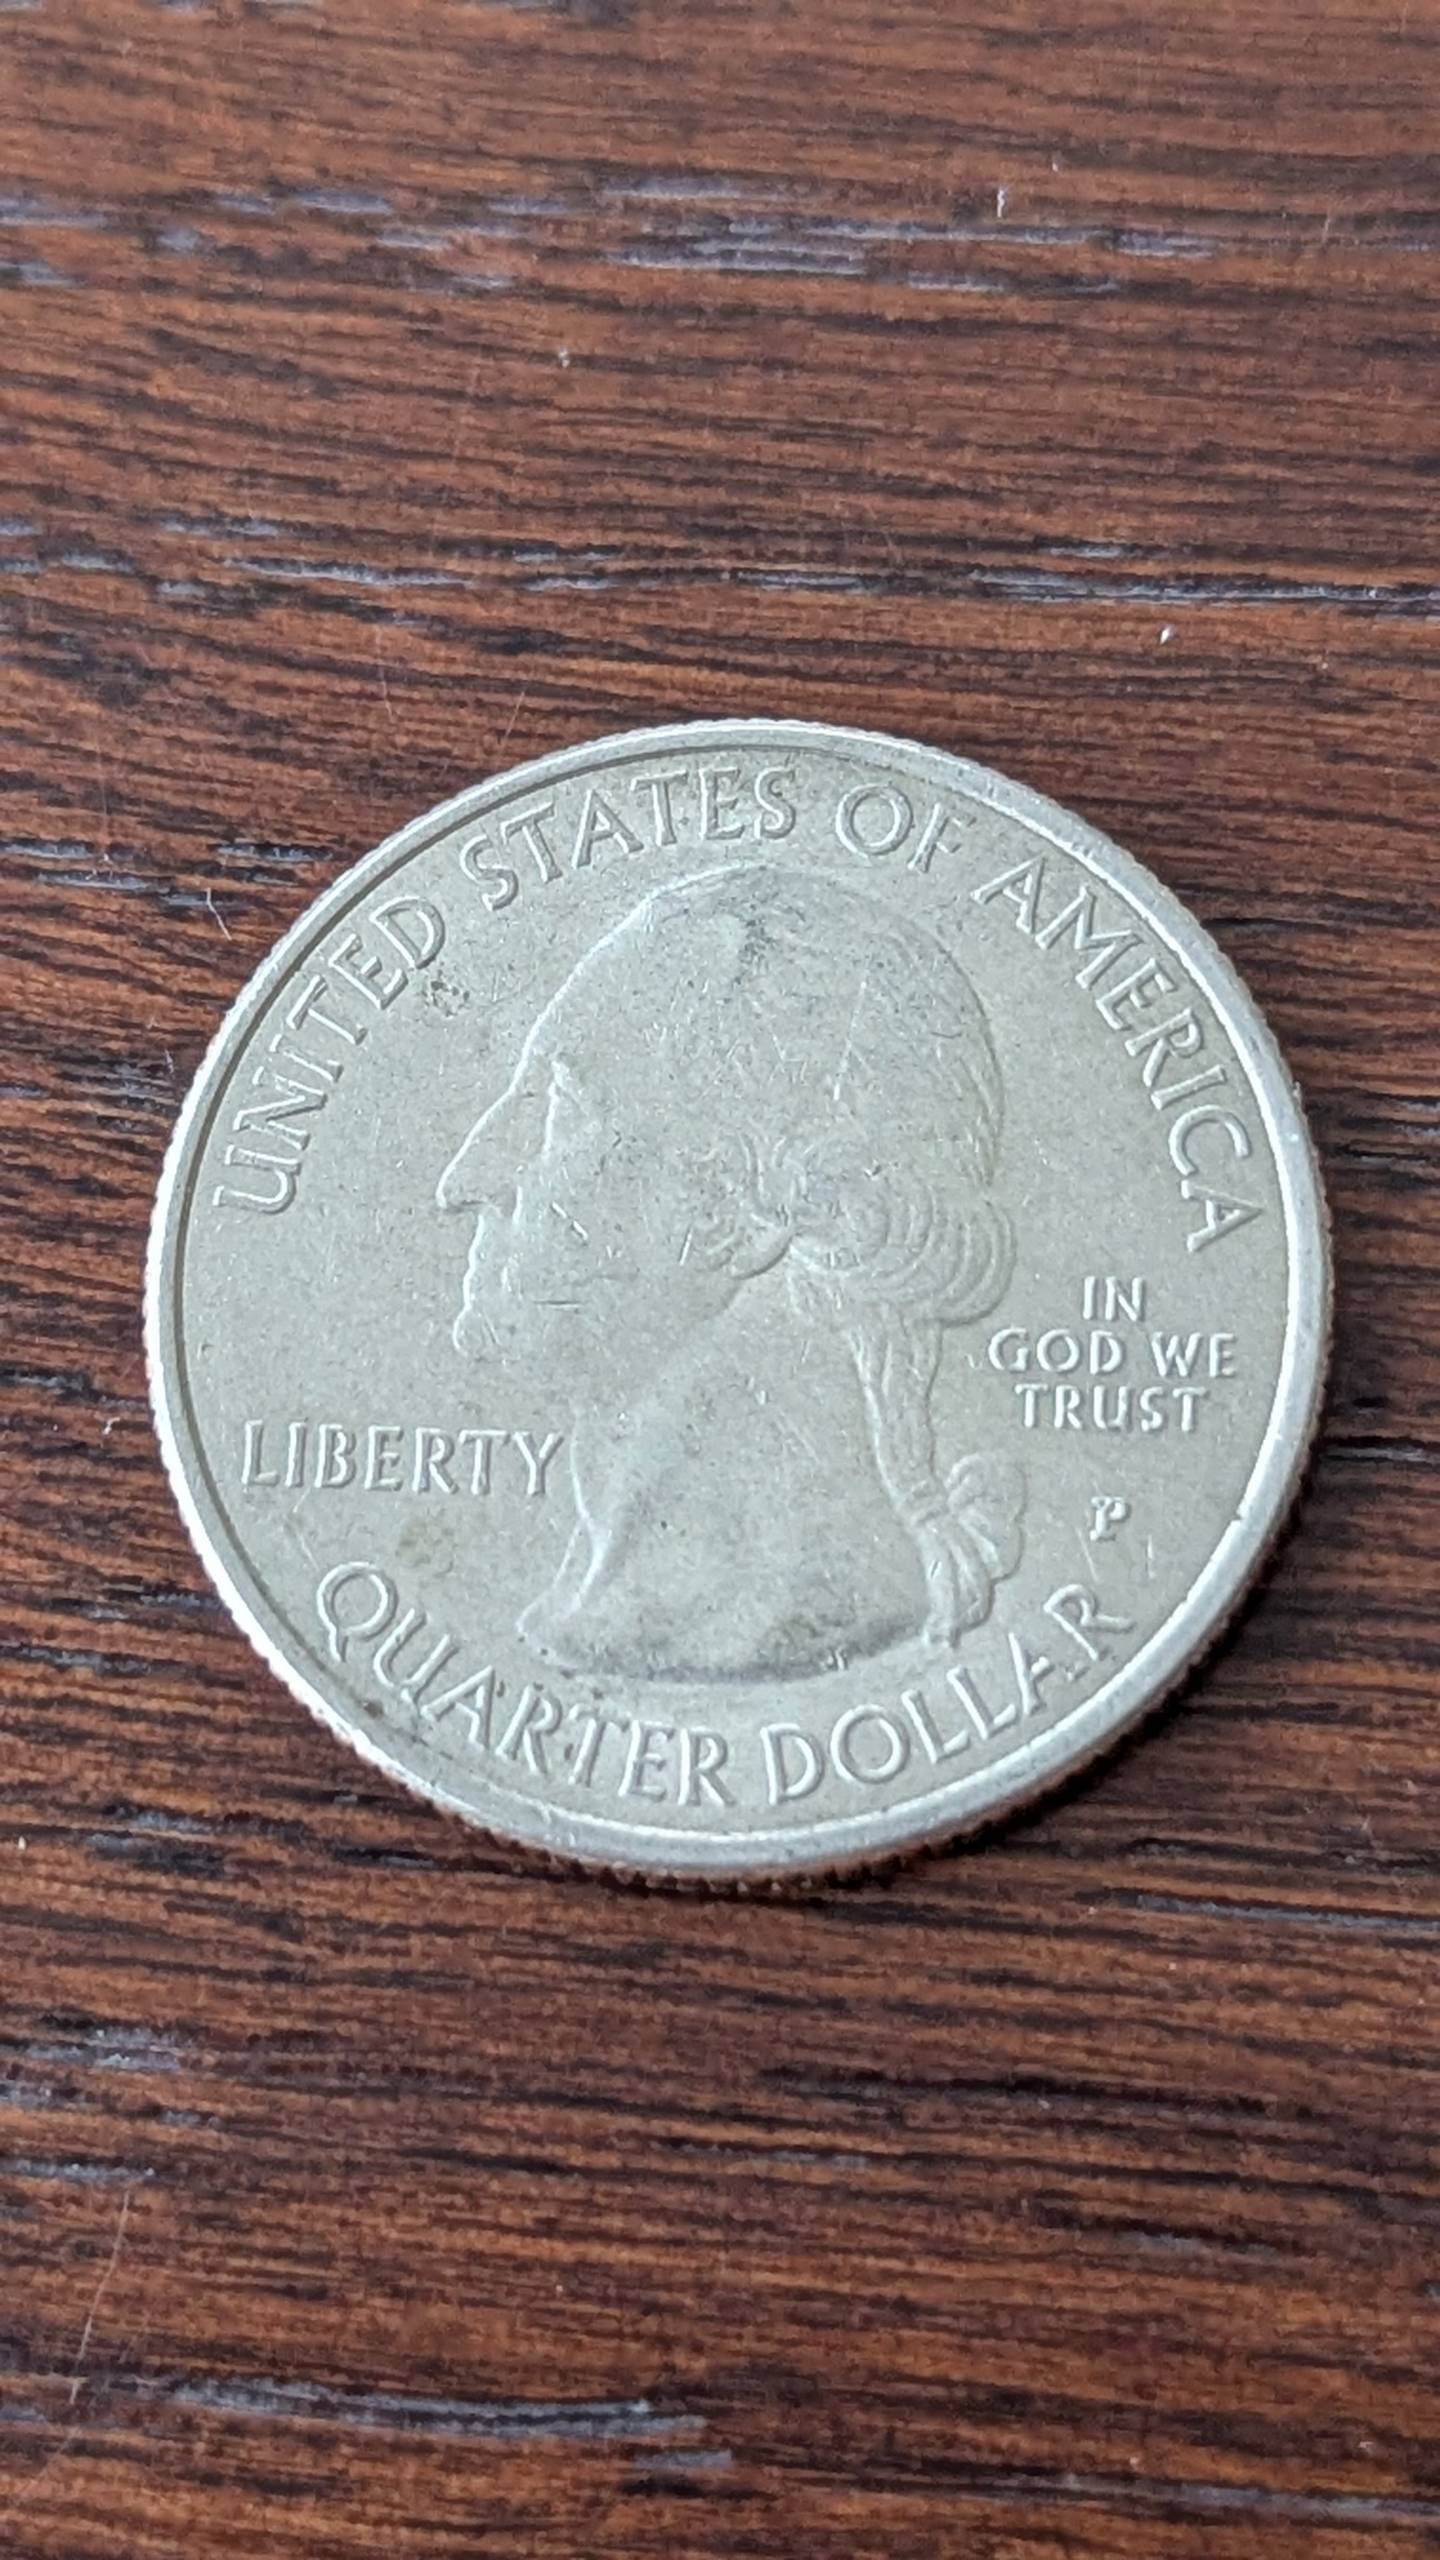 UNITED STATES OF AMERICA
IN
GOD WE
TRUST
LIBERTY
P
QUARTER DOLLAR